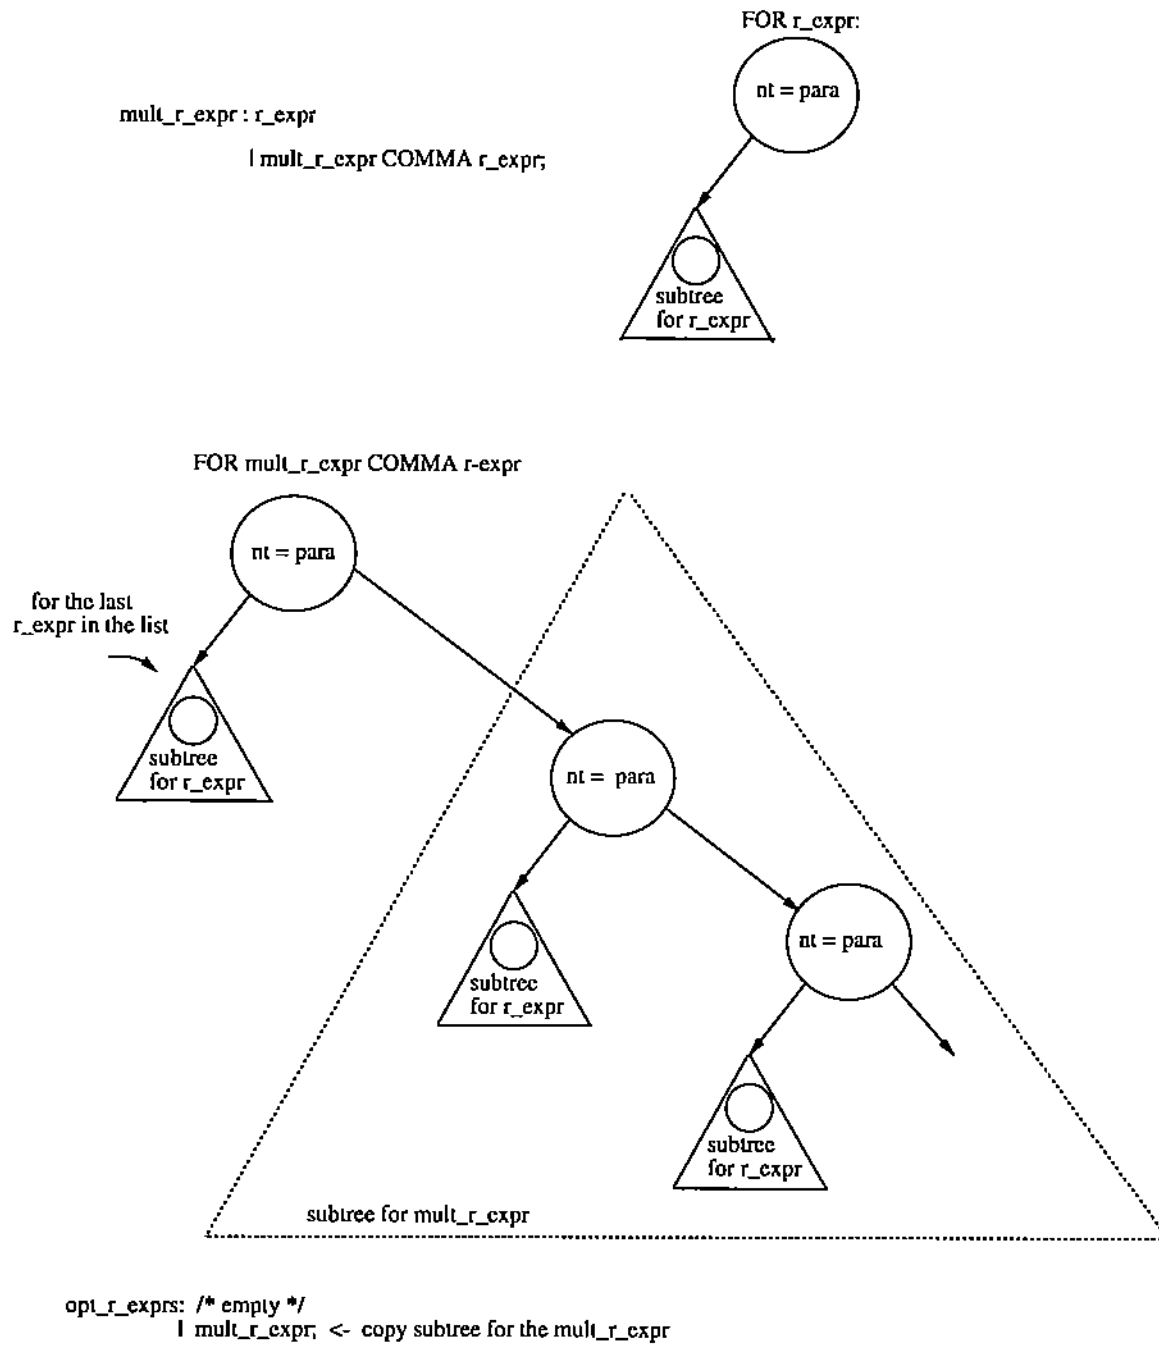 FOR r_expr:
nt = para
mult_r_expr : r_expr
| mult_r_expr COMMA r_expr;
subtree
for r_expr
FOR mult_r_expr COMMA r-expr
nt = para
for the last
r_expr in the list
subtree
for r_expr
nt = para
nt = para
subtree
for r_expr
subtree
for r_expr
subtree for mult_r_expr
opt_r_exprs: /* empty */
| mult_r_expr; <- copy subtree for the mult_r_expr